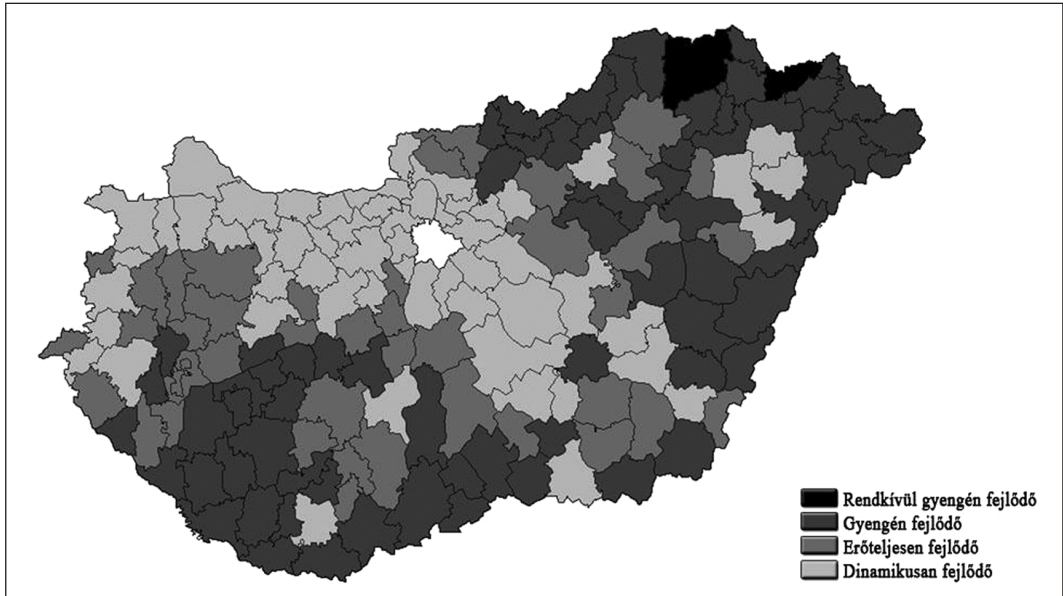 Rendkívül gyengén fejlődő
Gyengén fejlődő
Erőteljesen fejlődő
Dinamikusan fejlődő